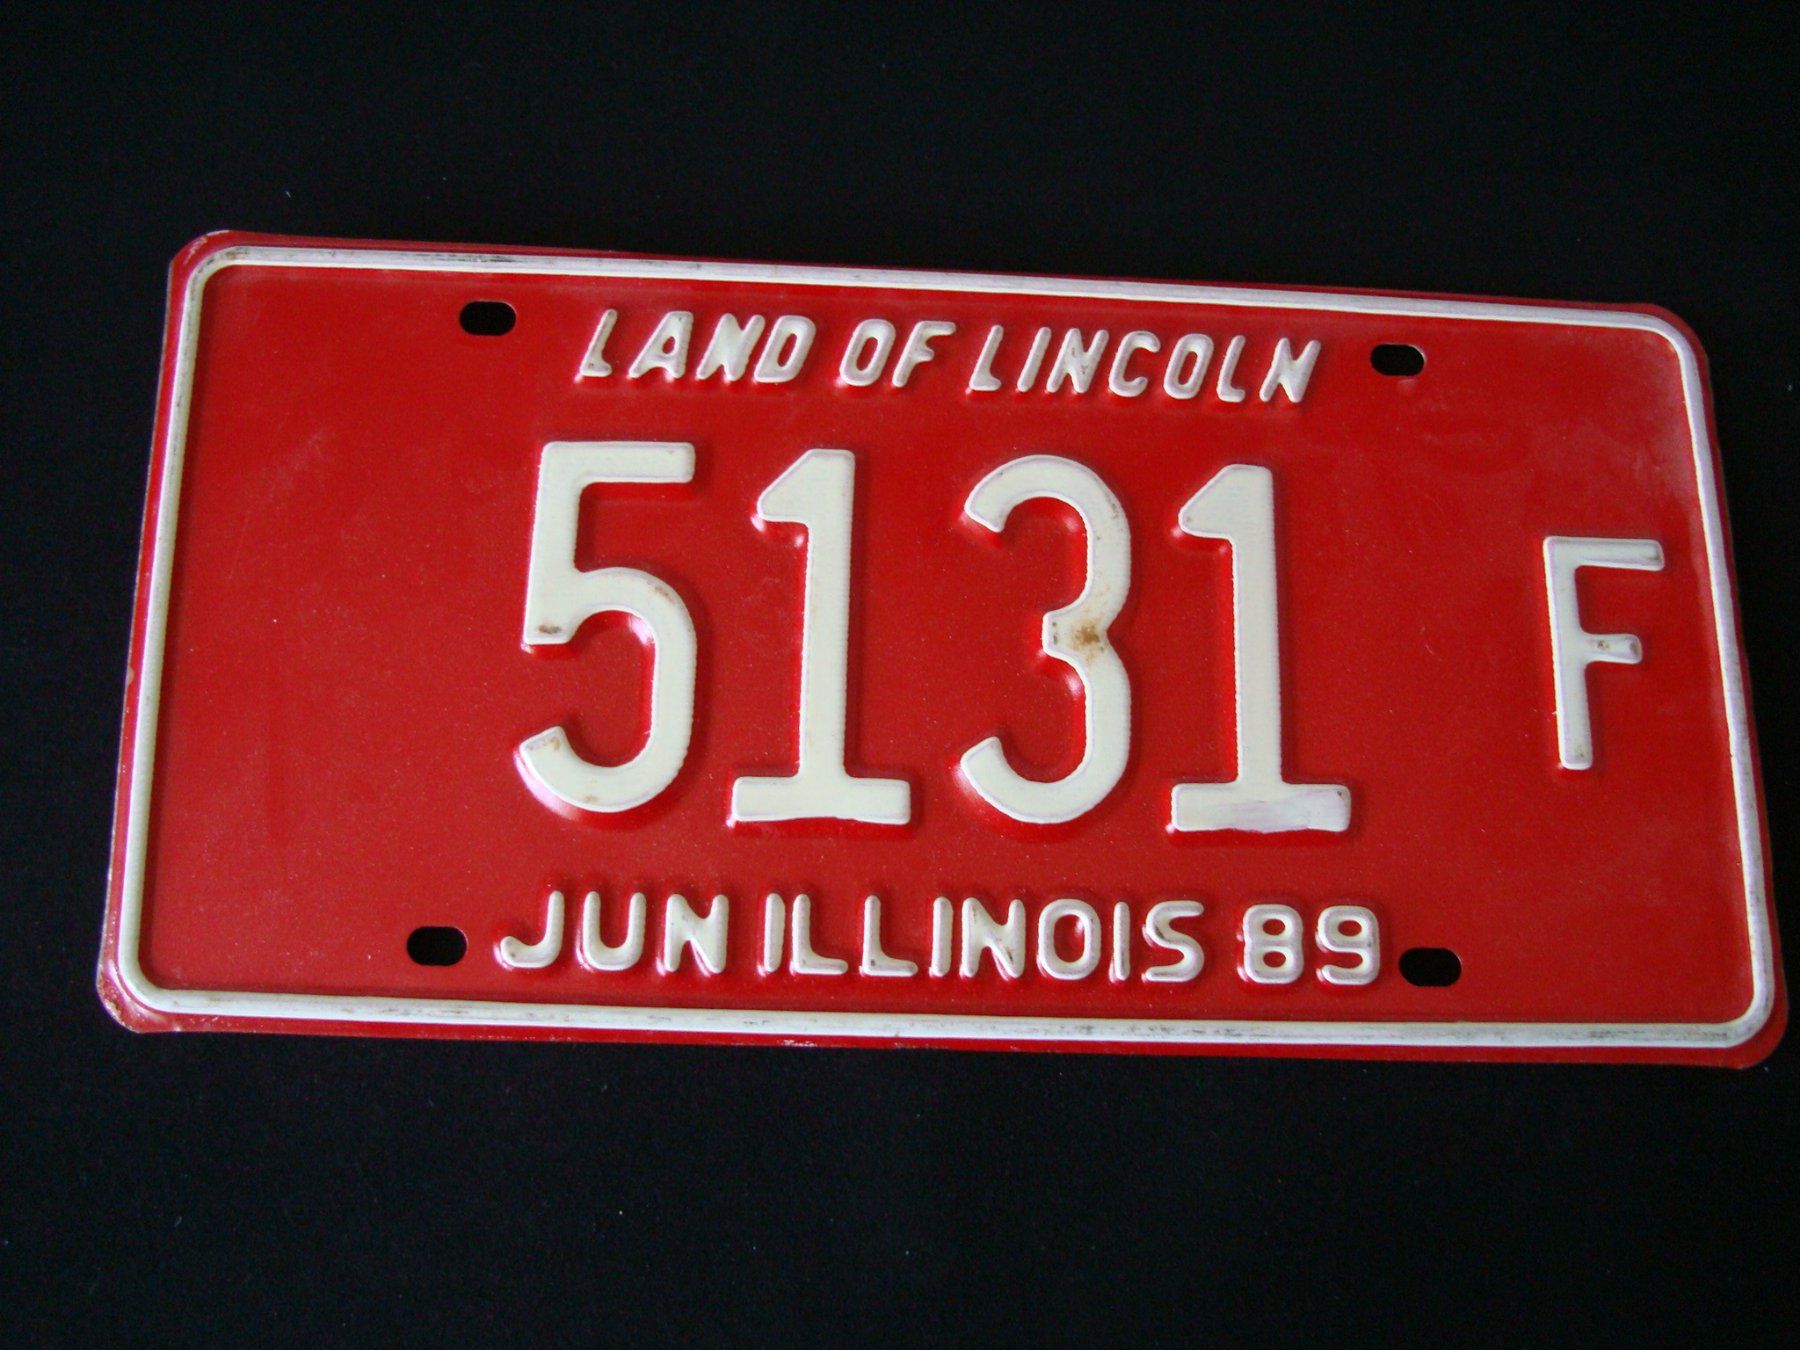 LAND OF LINCOLN
5131 F
JUN ILLINOIS 89